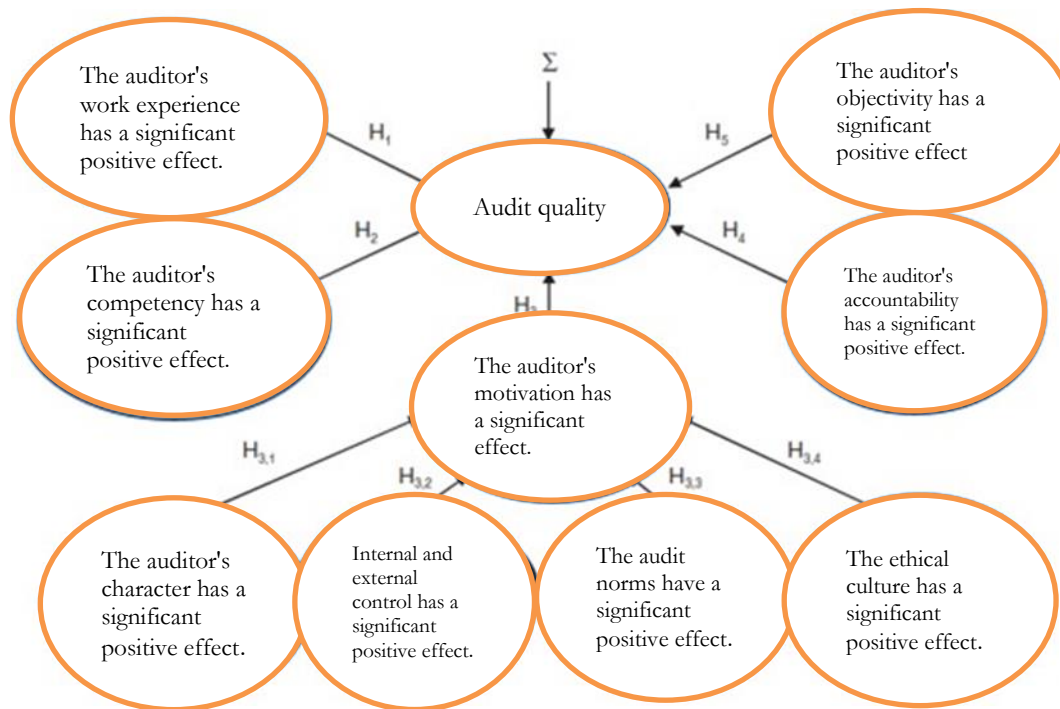 The auditor's
work experience
has a significant
positive effect.
H1
Σ
H5
The auditor's
objectivity has a
significant
positive effect
Audit quality
The auditor's
competency has a
significant
positive effect.
H2
H4
The auditor's
accountability
has a significant
positive effect.
H3
The auditor's
motivation has
a significant
effect.
H3,1
H3,2
H3,3
H3,4
The auditor's
character has a
significant
positive effect.
Internal and
external
control has a
significant
positive effect.
The audit
norms have a
significant
positive effect.
The ethical
culture has a
significant
positive effect.